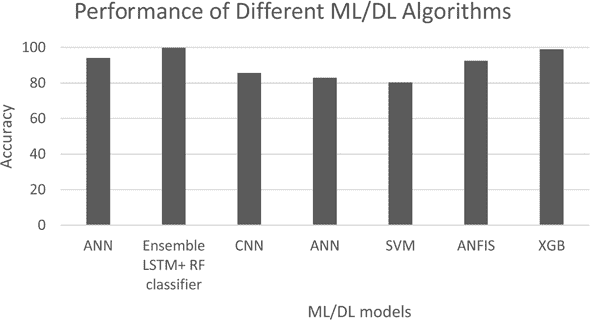 Performance of Different ML/DL Algorithms
100
80
60
40
20
0
Accuracy
ANN
Ensemble
LSTM+ RF
classifier
CNN
ANN
SVM
ANFIS
XGB
ML/DL models